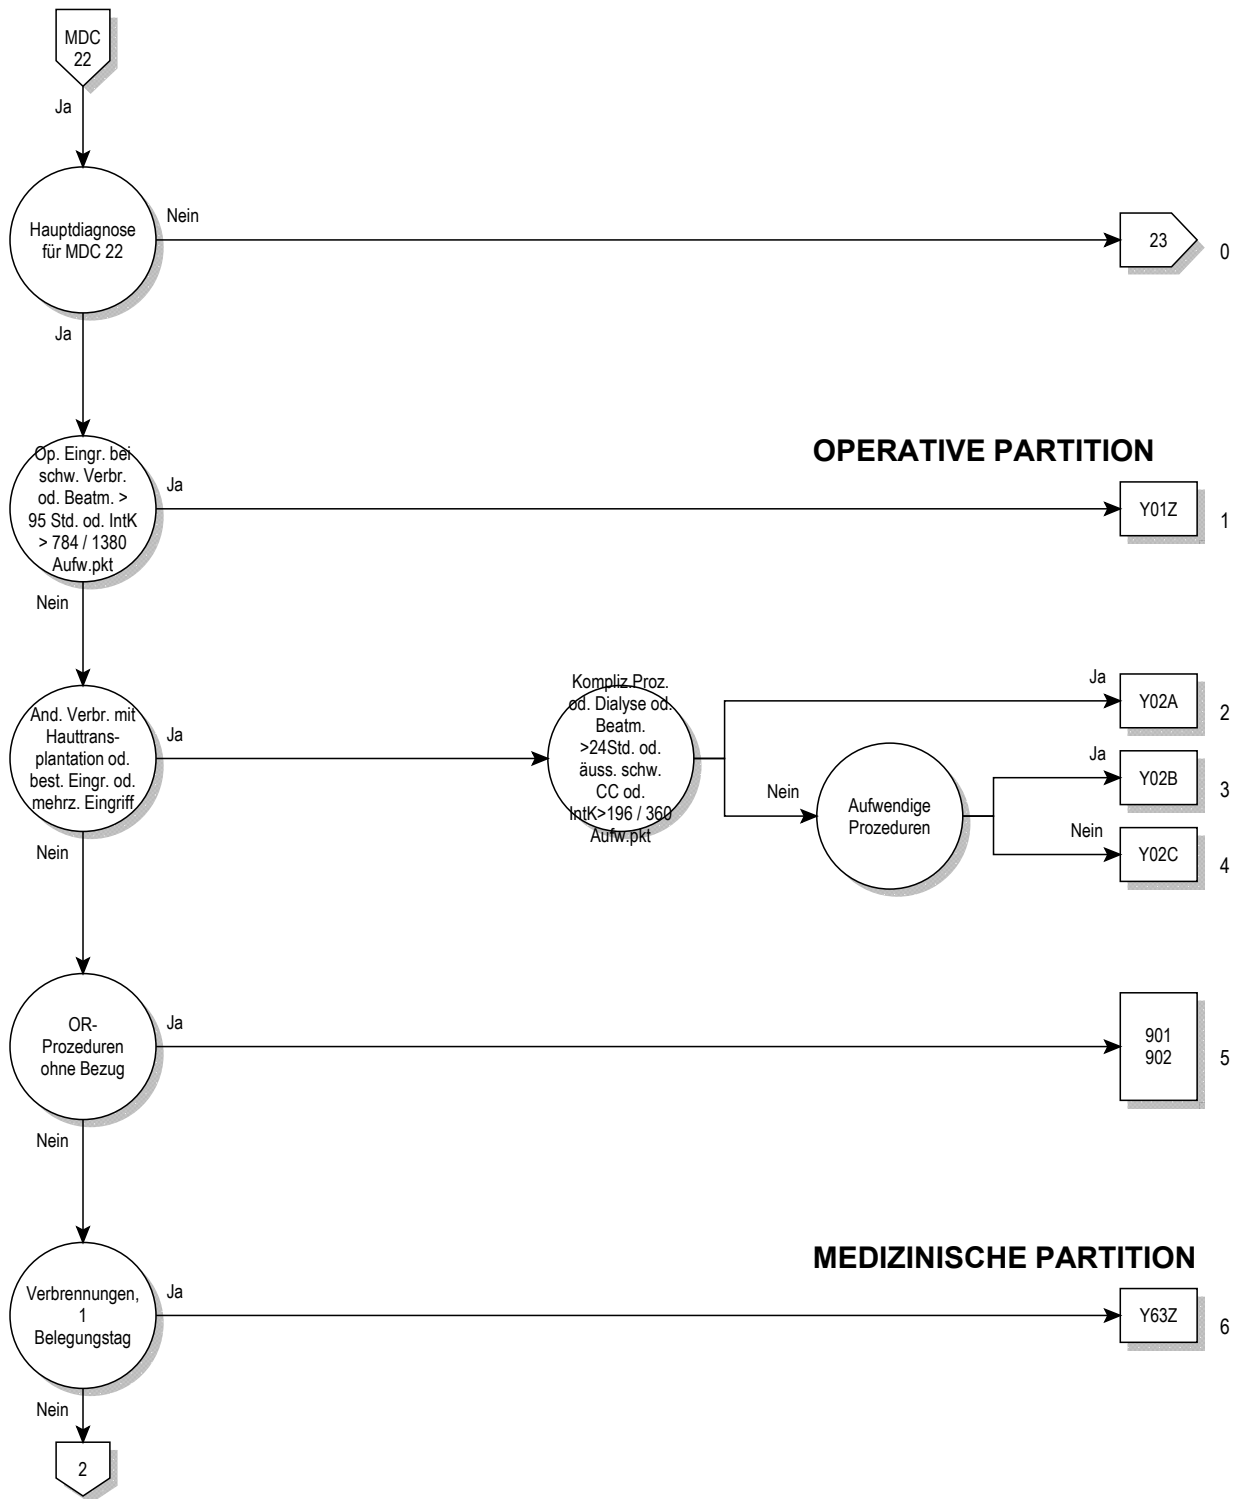 MDC
22
Ja
Hauptdiagnose
für MDC 22
Nein
23
0
Ja
OPERATIVE PARTITION
Op. Eingr. bei
schw. Verbr.
od. Beatm. >
95 Std. od. IntK
> 784 / 1380
Aufw.pkt
Ja
Y01Z
1
Nein
And. Verbr. mit
Hauttrans-
plantation od.
best. Eingr. od.
mehrz. Eingriff
Ja
Kompliz.Proz.
od. Dialyse od.
Beatm.
>24Std. od.
äuss. schw.
CC od.
IntK>196 / 360
Aufw.pkt
Ja
Y02A
2
Nein
Aufwendige
Prozeduren
Ja
Y02B
3
Nein
Y02C
4
Nein
OR-
Prozeduren
ohne Bezug
Ja
901
902
5
Nein
MEDIZINISCHE PARTITION
Verbrennungen,
1
Belegungstag
Ja
Y63Z
6
Nein
2